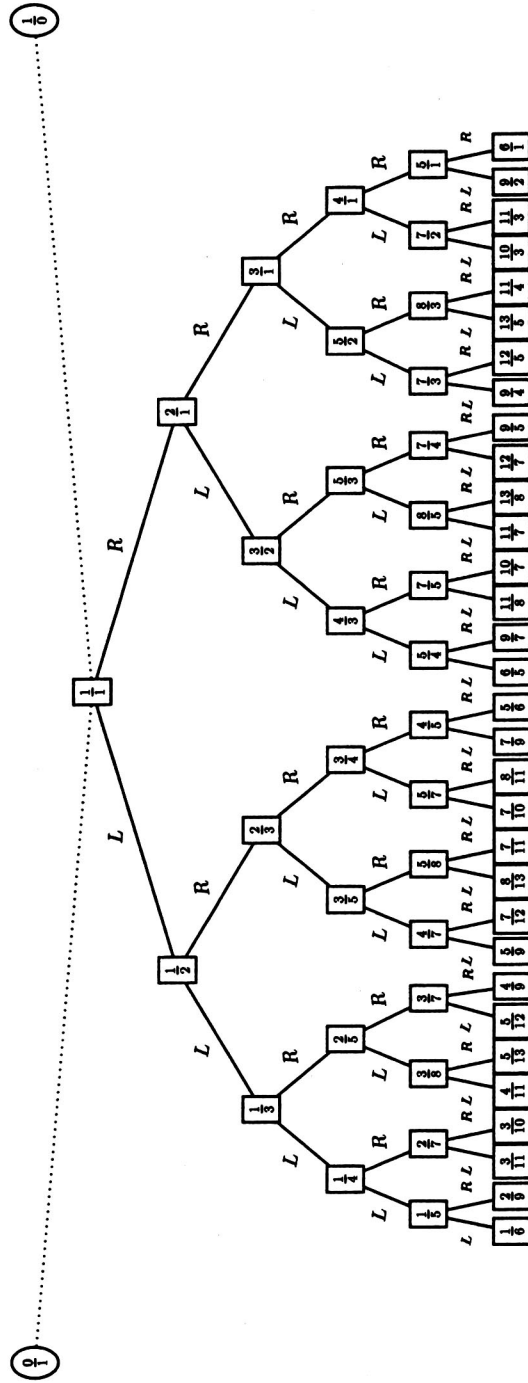 0/1 1/0
1/1
L R
1/2 2/1
L R L R
1/3 2/3 3/2 3/1
L R L R L R L R
1/4 2/5 3/5 3/4 4/3 5/3 5/2 4/1
L R L R L R L R L R L R L R L R
1/5 2/7 3/8 3/7 4/7 5/8 5/7 4/5 5/4 7/5 8/5 7/4 7/3 8/3 7/2 5/1
L R L R L R L R L R L R L R L R L R L R L R L R L R L R L R L R
1/6 2/9 3/11 3/10 4/11 5/13 5/12 4/9 5/9 7/12 8/13 7/11 7/10 8/11 7/9 5/6 6/5 9/7 11/8 10/7 11/7 13/8 12/7 9/5 9/4 12/5 13/5 11/4 10/3 11/3 9/2 6/1